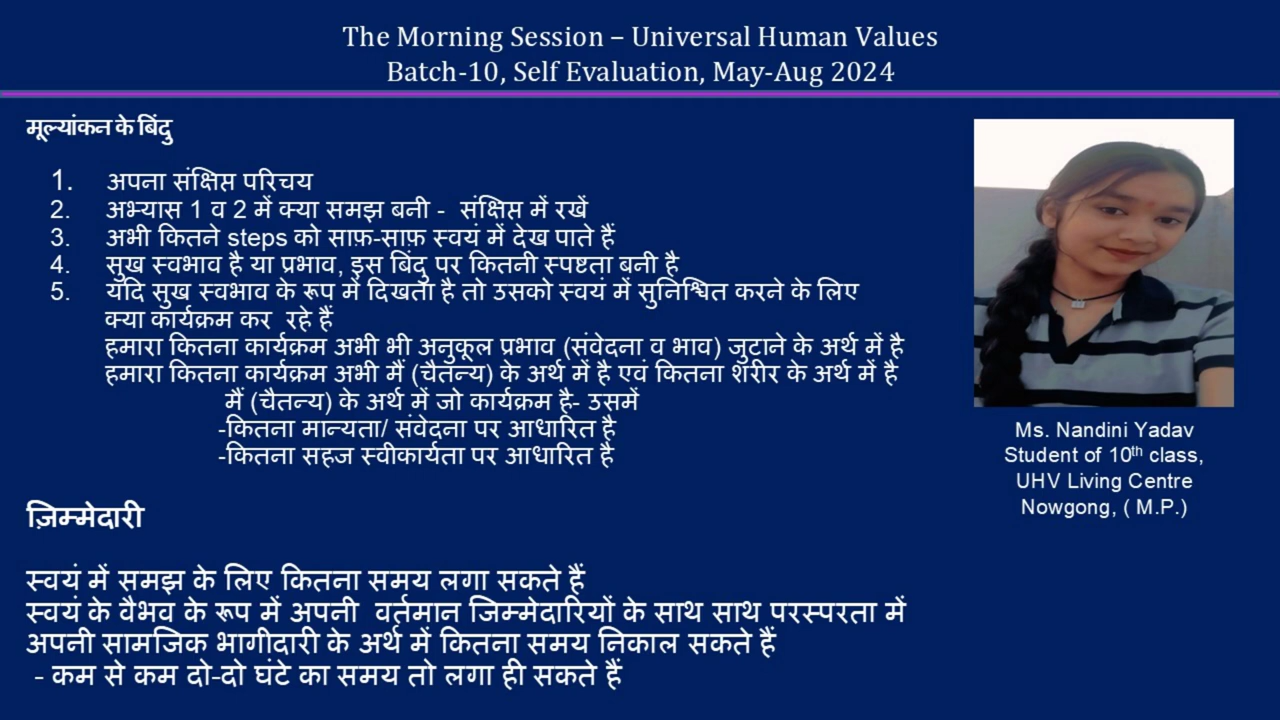 The Morning Session – Universal Human Values
Batch-10, Self Evaluation, May-Aug 2024
मूल्यांकन के बिंदु
1. अपना संक्षिप्त परिचय
2. अभ्यास 1 व 2 में क्या समझ बनी - संक्षिप्त में रखें
3. अभी कितने steps को साफ़-साफ़ स्वयं में देख पाते हैं
4. सुख स्वभाव है या प्रभाव, इस बिंदु पर कितनी स्पष्टता बनी है
5. यदि सुख स्वभाव के रूप में दिखता है तो उसको स्वयं में सुनिश्चित करने के लिए
क्या कार्यक्रम कर रहे हैं
हमारा कितना कार्यक्रम अभी भी अनुकूल प्रभाव (संवेदना व भाव) जुटाने के अर्थ में है
हमारा कितना कार्यक्रम अभी मैं (चैतन्य) के अर्थ में है एवं कितना शरीर के अर्थ में है
मैं (चैतन्य) के अर्थ में जो कार्यक्रम है- उसमें
-कितना मान्यता/ संवेदना पर आधारित है
-कितना सहज स्वीकार्यता पर आधारित है
ज़िम्मेदारी
स्वयं में समझ के लिए कितना समय लगा सकते हैं
स्वयं के वैभव के रूप में अपनी वर्तमान जिम्मेदारियों के साथ साथ परस्परता में
अपनी सामजिक भागीदारी के अर्थ में कितना समय निकाल सकते हैं
- कम से कम दो-दो घंटे का समय तो लगा ही सकते हैं
Ms. Nandini Yadav
Student of 10th class,
UHV Living Centre
Nowgong, ( M.P.)